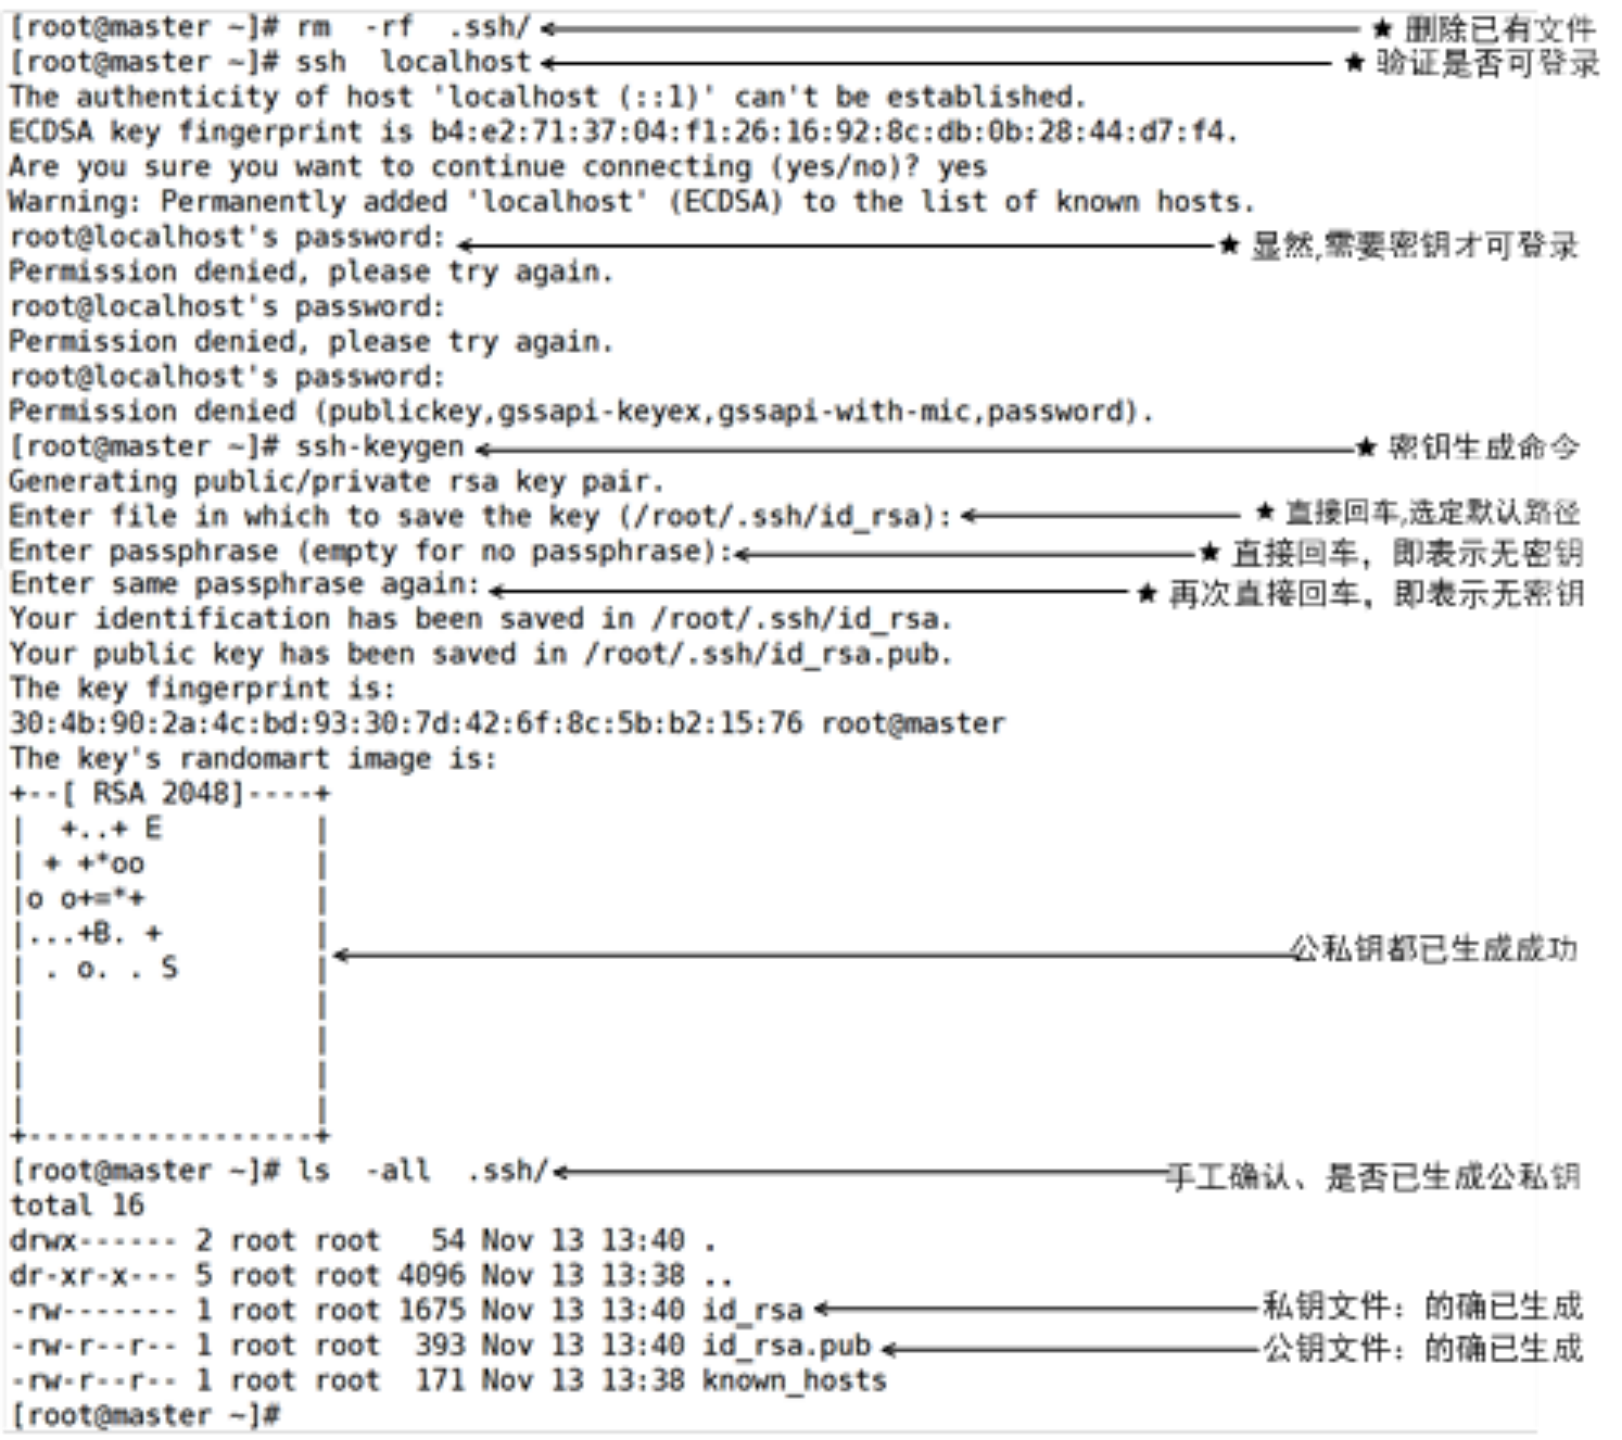 [root@master ~]# rm  -rf  .ssh/ ★ 删除已有文件
[root@master ~]# ssh  localhost ★ 验证是否可登录
The authenticity of host 'localhost (::1)' can't be established.
ECDSA key fingerprint is b4:e2:71:37:04:f1:26:16:92:8c:db:0b:28:44:d7:f4.
Are you sure you want to continue connecting (yes/no)? yes
Warning: Permanently added 'localhost' (ECDSA) to the list of known hosts.
root@localhost's password: ★ 显然,需要密钥才可登录
Permission denied, please try again.
root@localhost's password:
Permission denied, please try again.
root@localhost's password:
Permission denied (publickey,gssapi-keyex,gssapi-with-mic,password).
[root@master ~]# ssh-keygen ★ 密钥生成命令
Generating public/private rsa key pair.
Enter file in which to save the key (/root/.ssh/id_rsa): ★ 直接回车,选定默认路径
Enter passphrase (empty for no passphrase): ★ 直接回车，即表示无密钥
Enter same passphrase again: ★ 再次直接回车，即表示无密钥
Your identification has been saved in /root/.ssh/id_rsa.
Your public key has been saved in /root/.ssh/id_rsa.pub.
The key fingerprint is:
30:4b:90:2a:4c:bd:93:30:7d:42:6f:8c:5b:b2:15:76 root@master
The key's randomart image is:
+--[ RSA 2048]----+
|  +..+ E         |
| + +*oo          |
|o o+=*+          |
|...+B. +         |
| . o. . S        | 公私钥都已生成成功
|                 |
|                 |
|                 |
|                 |
+-----------------+
[root@master ~]# ls  -all  .ssh/ 手工确认、是否已生成公私钥
total 16
drwx------ 2 root root   54 Nov 13 13:40 .
dr-xr-x--- 5 root root 4096 Nov 13 13:38 ..
-rw------- 1 root root 1675 Nov 13 13:40 id_rsa 私钥文件：的确已生成
-rw-r--r-- 1 root root  393 Nov 13 13:40 id_rsa.pub 公钥文件：的确已生成
-rw-r--r-- 1 root root  171 Nov 13 13:38 known_hosts
[root@master ~]#